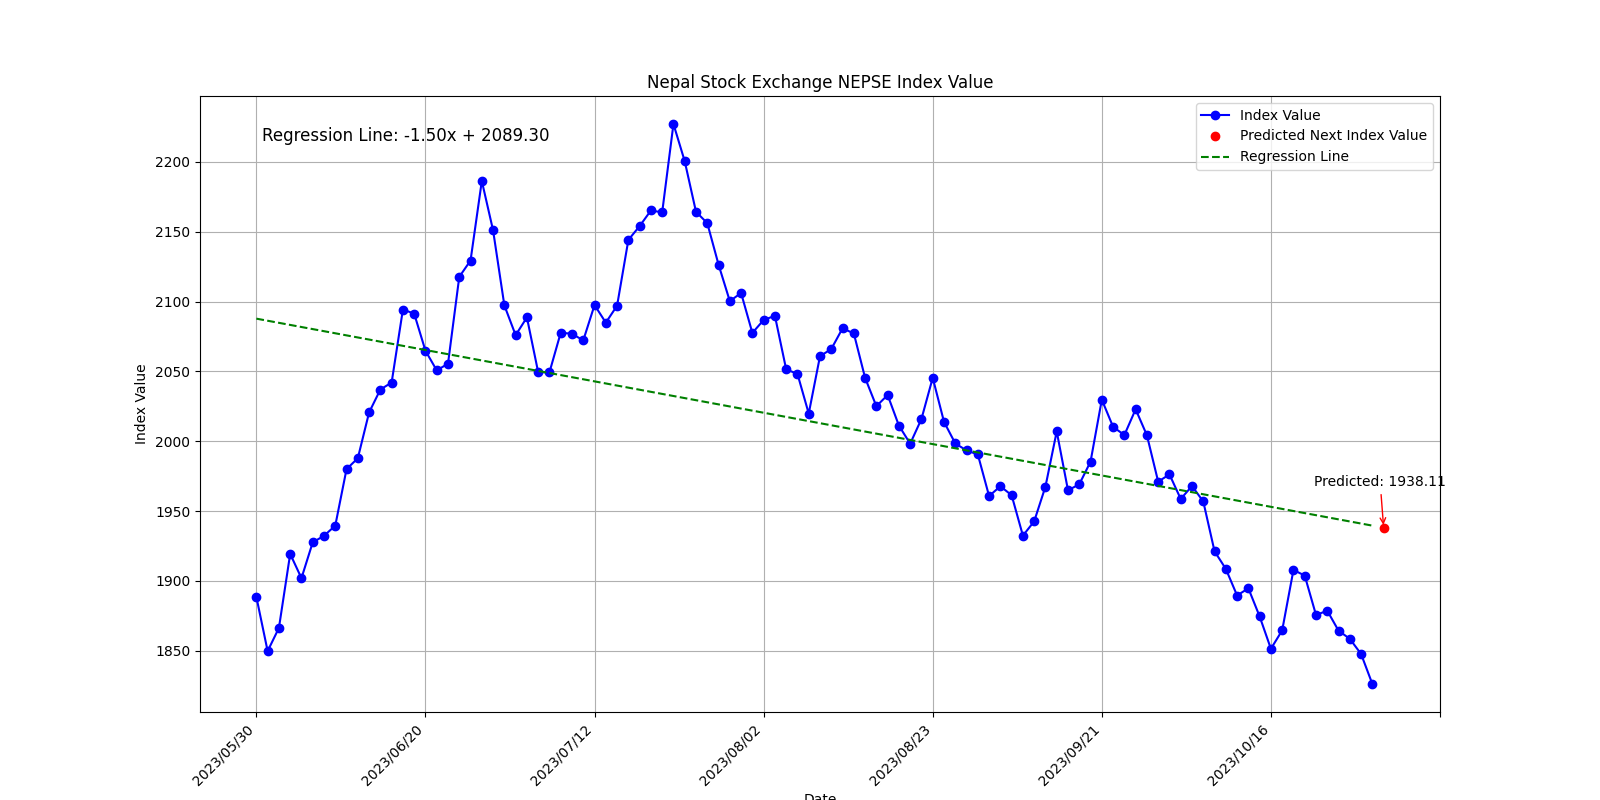 Nepal Stock Exchange NEPSE Index Value
Regression Line: -1.50x + 2089.30
Index Value
Predicted Next Index Value
Regression Line
2200
2150
2100
2050
2000
1950
1900
1850
Index Value
Predicted: 1938.11
2023/05/30
2023/06/20
2023/07/12
2023/08/02
2023/08/23
2023/09/21
2023/10/16
Date